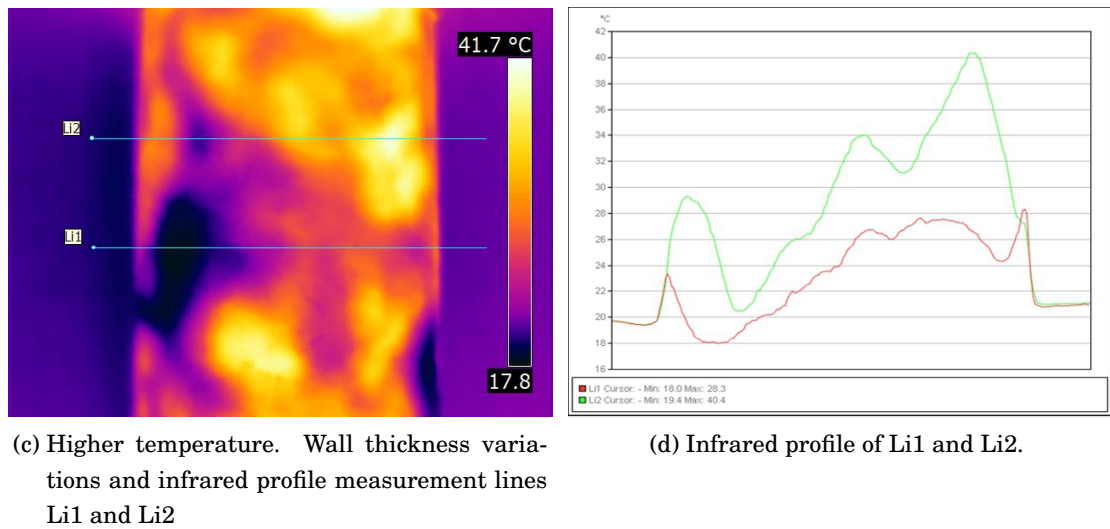 41.7 °C
Li2
Li1
17.8
(c) Higher temperature. Wall thickness varia-
tions and infrared profile measurement lines
Li1 and Li2
°C
42
40
38
36
34
32
30
28
26
24
22
20
18
16
Li1 Cursor: - Min: 18.0 Max: 28.3
Li2 Cursor: - Min: 19.4 Max: 40.4
(d) Infrared profile of Li1 and Li2.